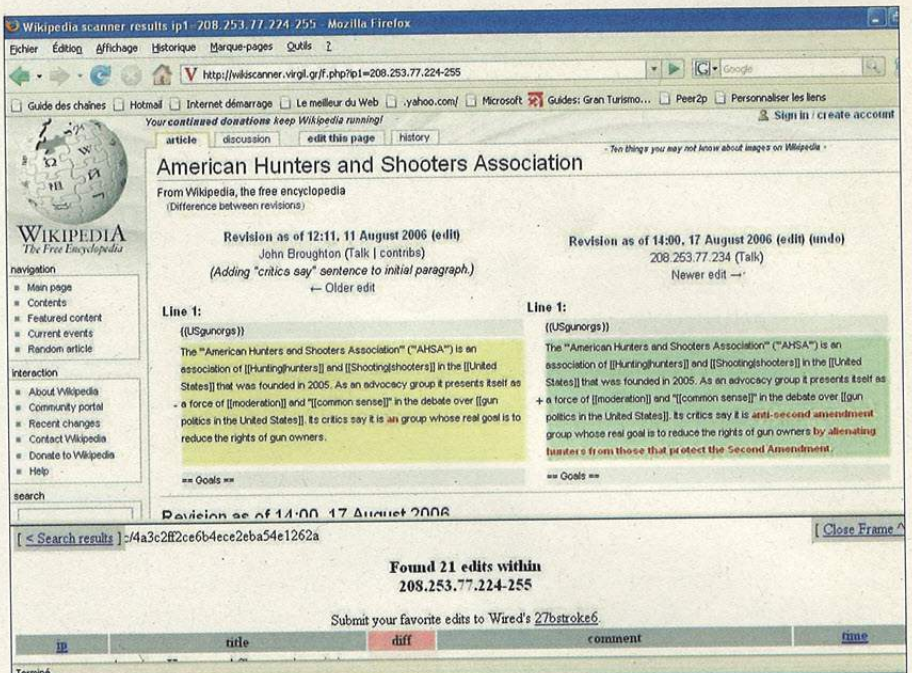 Wikipedia scanner results ip1-208.253.77.224-255 - Mozilla Firefox
Fichier Édition Affichage Historique Marque-pages Outils ?
V http://wikiscanner.virgil.gr/f.php?ip1=208.253.77.224-255 G Google
Guide des chaînes Hotmail Internet démarrage Le meilleur du Web .yahoo.com/ Microsoft Guides: Gran Turismo... Peer2p Personnaliser les liens
Your continued donations keep Wikipedia running!
Sign in / create account
article discussion edit this page history
- Ten things you may not know about images on Wikipedia -
American Hunters and Shooters Association
From Wikipedia, the free encyclopedia
(Difference between revisions)
WIKIPEDIA
The Free Encyclopedia
navigation
Main page
Contents
Featured content
Current events
Random article
interaction
About Wikipedia
Community portal
Recent changes
Contact Wikipedia
Donate to Wikipedia
Help
search
Revision as of 12:11, 11 August 2006 (edit)
John Broughton (Talk | contribs)
(Adding "critics say" sentence to initial paragraph.)
← Older edit
Line 1:
{{USgunorgs}}
The '''American Hunters and Shooters Association''' ('''AHSA''') is an
association of [[Hunting|hunters]] and [[Shooting|shooters]] in the [[United
States]] that was founded in 2005. As an advocacy group it presents itself as
- a force of [[moderation]] and "[[common sense]]" in the debate over [[gun
politics in the United States]]. Its critics say it is an group whose real goal is to
reduce the rights of gun owners.
== Goals ==
Revision as of 14:00, 17 August 2006 (edit) (undo)
208.253.77.234 (Talk)
Newer edit →
Line 1:
{{USgunorgs}}
The '''American Hunters and Shooters Association''' ('''AHSA''') is an
association of [[Hunting|hunters]] and [[Shooting|shooters]] in the [[United
States]] that was founded in 2005. As an advocacy group it presents itself as
+ a force of [[moderation]] and "[[common sense]]" in the debate over [[gun
politics in the United States]]. Its critics say it is anti-second amendment
group whose real goal is to reduce the rights of gun owners by alienating
hunters from those that protect the Second Amendment.
== Goals ==
Revision as of 14:00, 17 August 2006
[ < Search results ] :/4a3c2ff2ce6b4ece2eba54e1262a
[ Close Frame ^
Found 21 edits within
208.253.77.224-255
Submit your favorite edits to Wired's 27bstroke6.
ip title diff comment time
Terminé